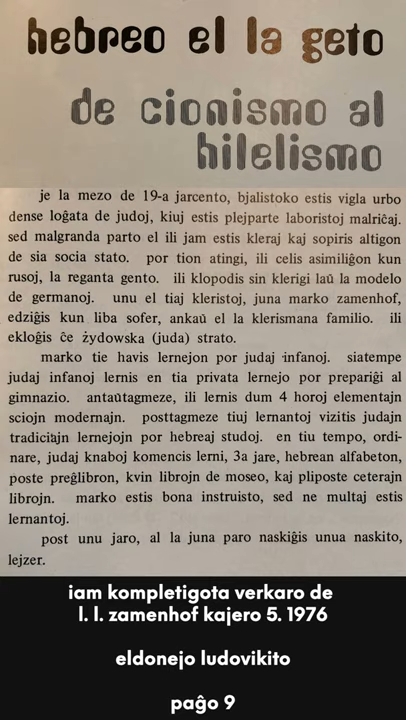 hebreo el la geto
de cionismo al
hilelismo
je la mezo de 19-a jarcento, bjalistoko estis vigla urbo
dense loĝata de judoj, kiuj estis plejparte laboristoj malriĉaj.
sed malgranda parto el ili jam estis kleraj kaj sopiris altigon
de sia socia stato. por tion atingi, ili celis asimiliĝon kun
rusoj, la reganta gento. ili klopodis sin klerigi laŭ la modelo
de germanoj. unu el tiaj kleristoj, juna marko zamenhof,
edziĝis kun liba sofer, ankaŭ el la klerismana familio. ili
ekloĝis ĉe żydowska (juda) strato.
marko tie havis lernejon por judaj infanoj. siatempe
judaj infanoj lernis en tia privata lernejo por prepariĝi al
gimnazio. antaŭtagmeze, ili lernis dum 4 horoj elementajn
sciojn modernajn. posttagmeze tiuj lernantoj vizitis judajn
tradiciajn lernejojn por hebreaj studoj. en tiu tempo, ordi-
nare, judaj knaboj komencis lerni, 3a jare, hebrean alfabeton,
poste preĝlibron, kvin librojn de moseo, kaj pliposte ceterajn
librojn. marko estis bona instruisto, sed ne multaj estis
lernantoj.
post unu jaro, al la juna paro naskiĝis unua naskito,
lejzer.
iam kompletigota verkaro de
l. l. zamenhof kajero 5. 1976
eldonejo ludovikito
paĝo 9